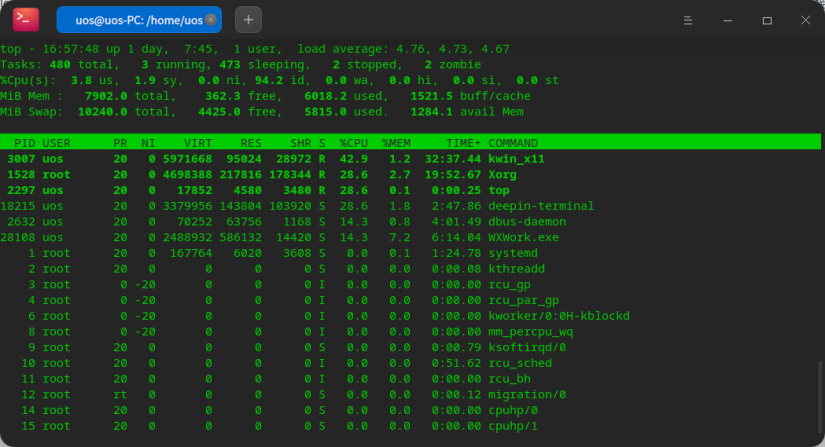 uos@uos-PC: /home/uos
top - 16:57:48 up 1 day,  7:45,  1 user,  load average: 4.76, 4.73, 4.67
Tasks: 480 total,   3 running, 473 sleeping,   2 stopped,   2 zombie
%Cpu(s):  3.8 us,  1.9 sy,  0.0 ni, 94.2 id,  0.0 wa,  0.0 hi,  0.0 si,  0.0 st
MiB Mem :   7902.0 total,    362.3 free,   6018.2 used,   1521.5 buff/cache
MiB Swap:  10240.0 total,   4425.0 free,   5815.0 used.   1284.1 avail Mem
PID USER      PR  NI    VIRT    RES    SHR S  %CPU  %MEM     TIME+ COMMAND
3007 uos       20   0 5971668  95024  28972 R  42.9   1.2  32:37.44 kwin_x11
1528 root      20   0 4698388 217816 178344 R  28.6   2.7  19:52.67 Xorg
2297 uos       20   0   17852   4580   3480 R  28.6   0.1   0:00.25 top
18215 uos       20   0 3379956 143804 103920 S  28.6   1.8   2:47.86 deepin-terminal
2632 uos       20   0   70252  63756   1168 S  14.3   0.8   4:01.49 dbus-daemon
28108 uos       20   0 2488932 586132  14420 S  14.3   7.2   6:14.04 WXWork.exe
1 root      20   0  167764   6020   3608 S   0.0   0.1   1:24.78 systemd
2 root      20   0       0      0      0 S   0.0   0.0   0:00.08 kthreadd
3 root       0 -20       0      0      0 I   0.0   0.0   0:00.00 rcu_gp
4 root       0 -20       0      0      0 I   0.0   0.0   0:00.00 rcu_par_gp
6 root       0 -20       0      0      0 I   0.0   0.0   0:00.00 kworker/0:0H-kblockd
8 root       0 -20       0      0      0 I   0.0   0.0   0:00.00 mm_percpu_wq
9 root      20   0       0      0      0 S   0.0   0.0   0:00.79 ksoftirqd/0
10 root      20   0       0      0      0 I   0.0   0.0   0:51.62 rcu_sched
11 root      20   0       0      0      0 I   0.0   0.0   0:00.00 rcu_bh
12 root      rt   0       0      0      0 S   0.0   0.0   0:00.12 migration/0
14 root      20   0       0      0      0 S   0.0   0.0   0:00.00 cpuhp/0
15 root      20   0       0      0      0 S   0.0   0.0   0:00.00 cpuhp/1